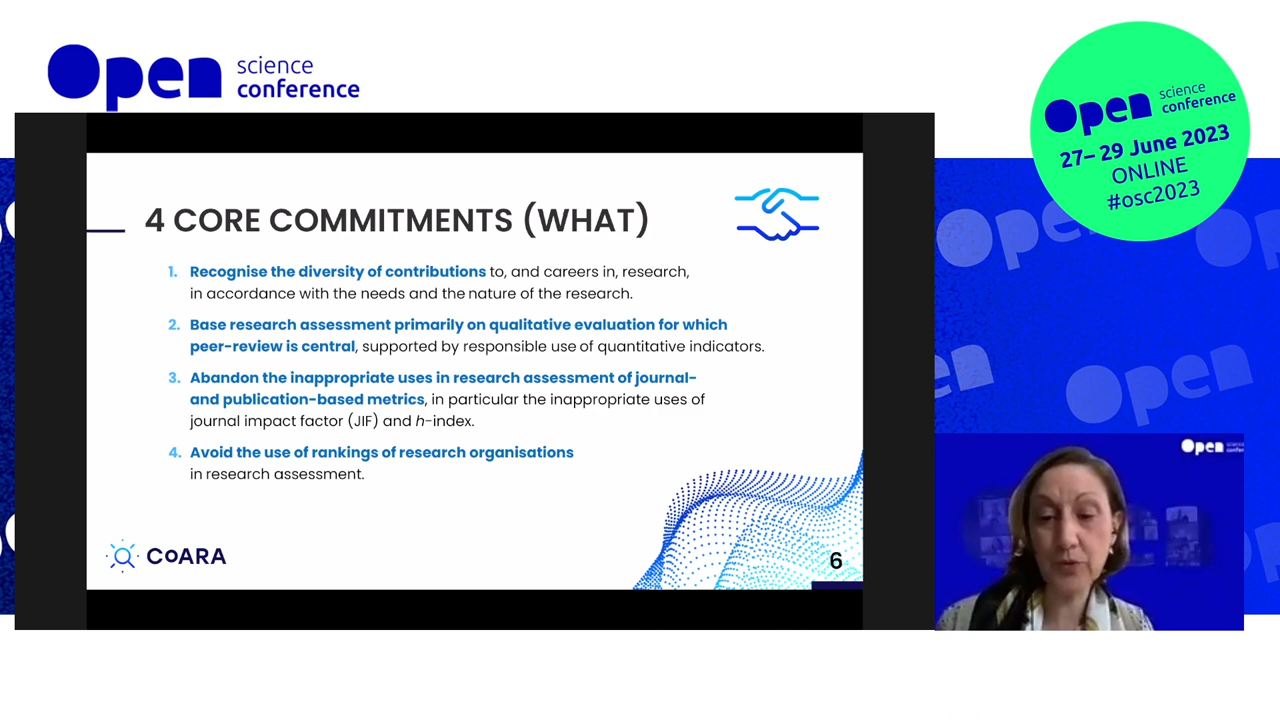 Open science
conference
Open science
conference
27– 29 June 2023
ONLINE
#osc2023
4 CORE COMMITMENTS (WHAT)
1. Recognise the diversity of contributions to, and careers in, research,
in accordance with the needs and the nature of the research.
2. Base research assessment primarily on qualitative evaluation for which
peer-review is central, supported by responsible use of quantitative indicators.
3. Abandon the inappropriate uses in research assessment of journal-
and publication-based metrics, in particular the inappropriate uses of
journal impact factor (JIF) and h-index.
4. Avoid the use of rankings of research organisations
in research assessment.
CoARA
6
Open
Open
Open